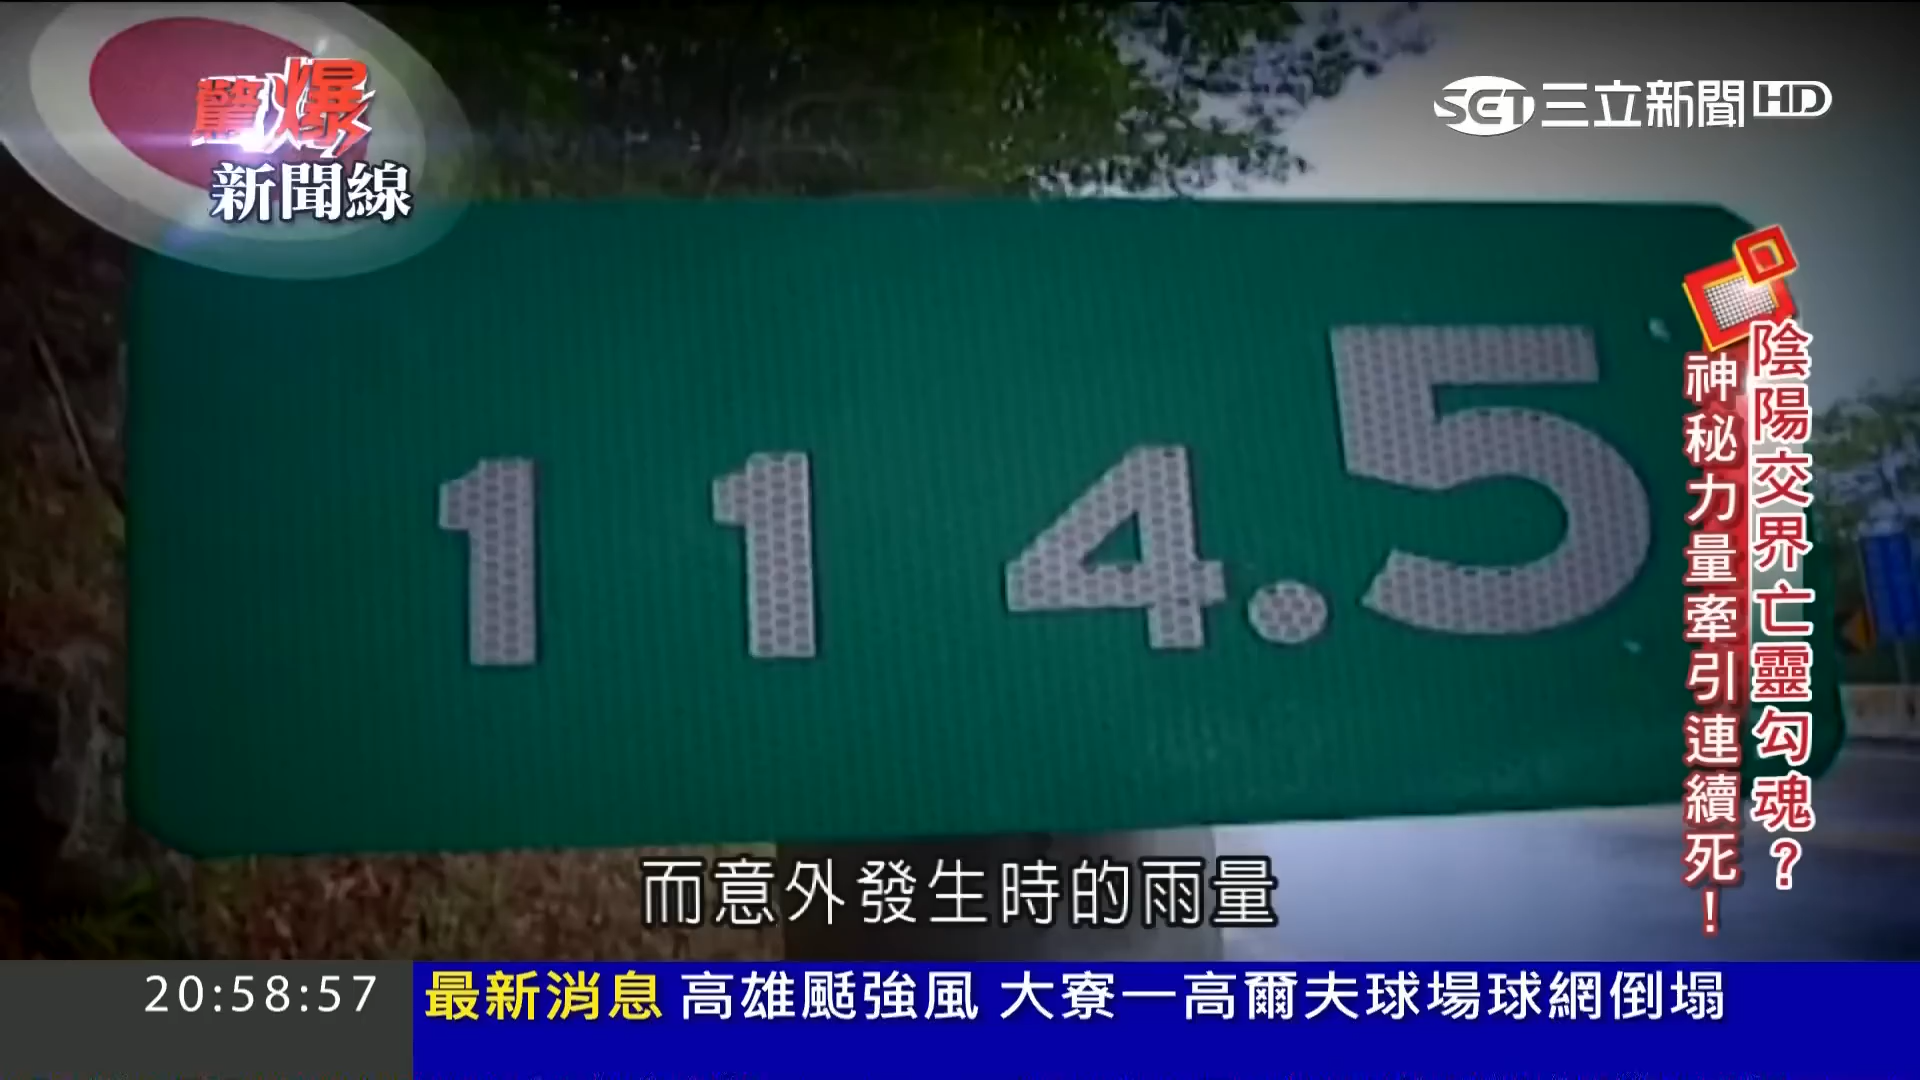 驚爆
新聞線
SET三立新聞HD
114.5
陰陽交界亡靈勾魂？
神秘力量牽引連續死！
而意外發生時的雨量
20:58:57
最新消息 高雄颳強風 大寮一高爾夫球場球網倒塌